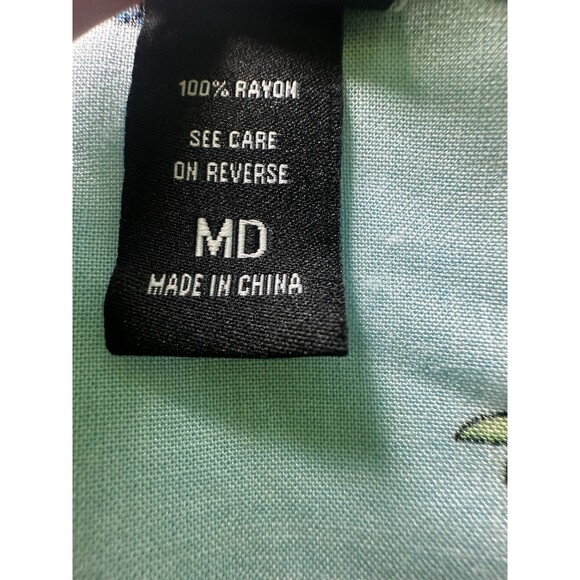 100% RAYON
SEE CARE
ON REVERSE
MD
MADE IN CHINA